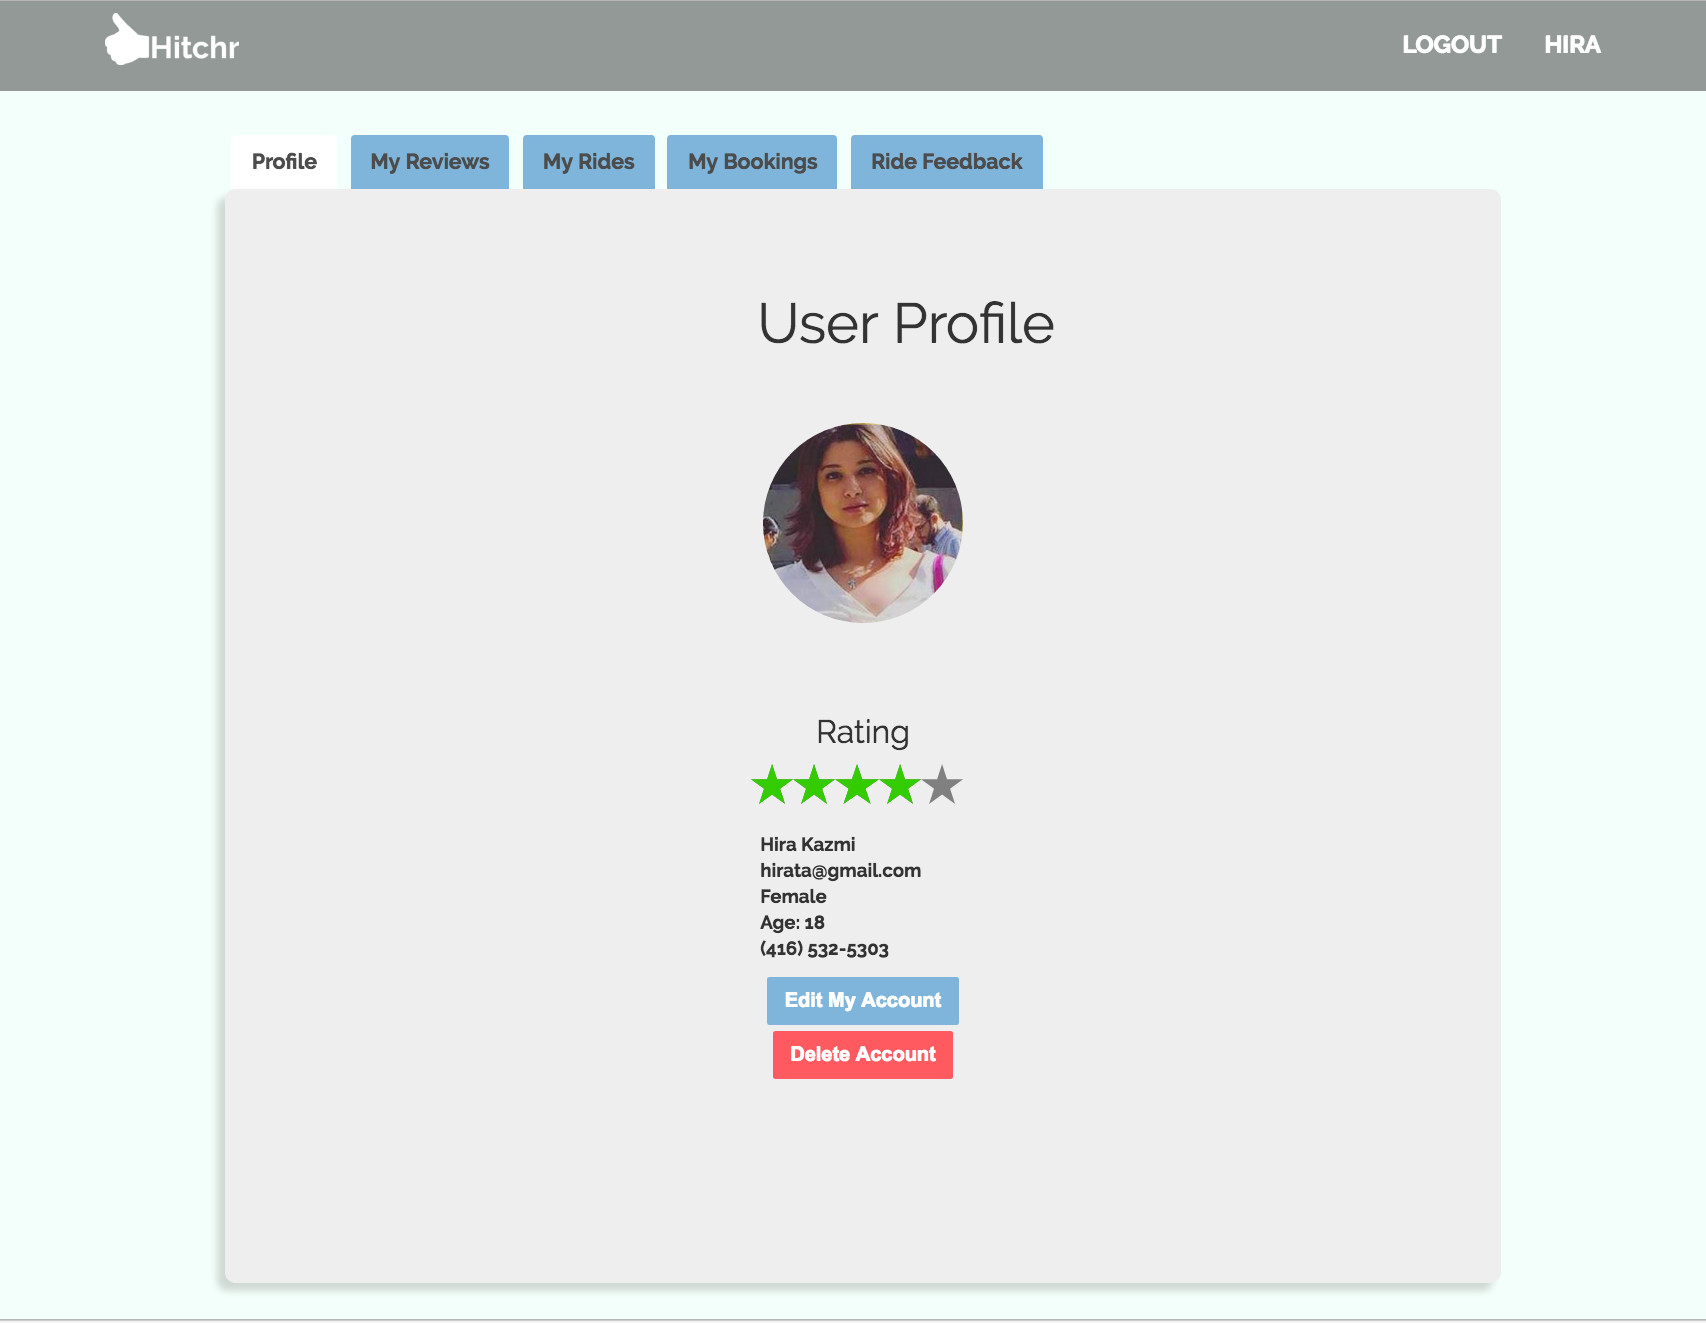 Hitchr
LOGOUT HIRA
Profile My Reviews My Rides My Bookings Ride Feedback
User Profile
Rating
Hira Kazmi
hirata@gmail.com
Female
Age: 18
(416) 532-5303
Edit My Account
Delete Account